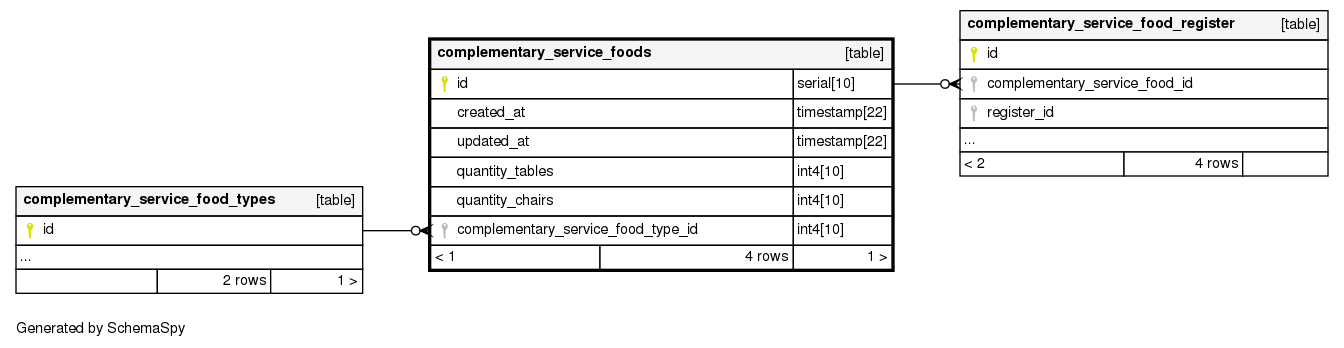 complementary_service_foods [table]
id serial[10]
created_at timestamp[22]
updated_at timestamp[22]
quantity_tables int4[10]
quantity_chairs int4[10]
complementary_service_food_type_id int4[10]
< 1 4 rows 1 >
complementary_service_food_register [table]
id
complementary_service_food_id
register_id
...
< 2 4 rows
complementary_service_food_types [table]
id
...
2 rows 1 >
Generated by SchemaSpy